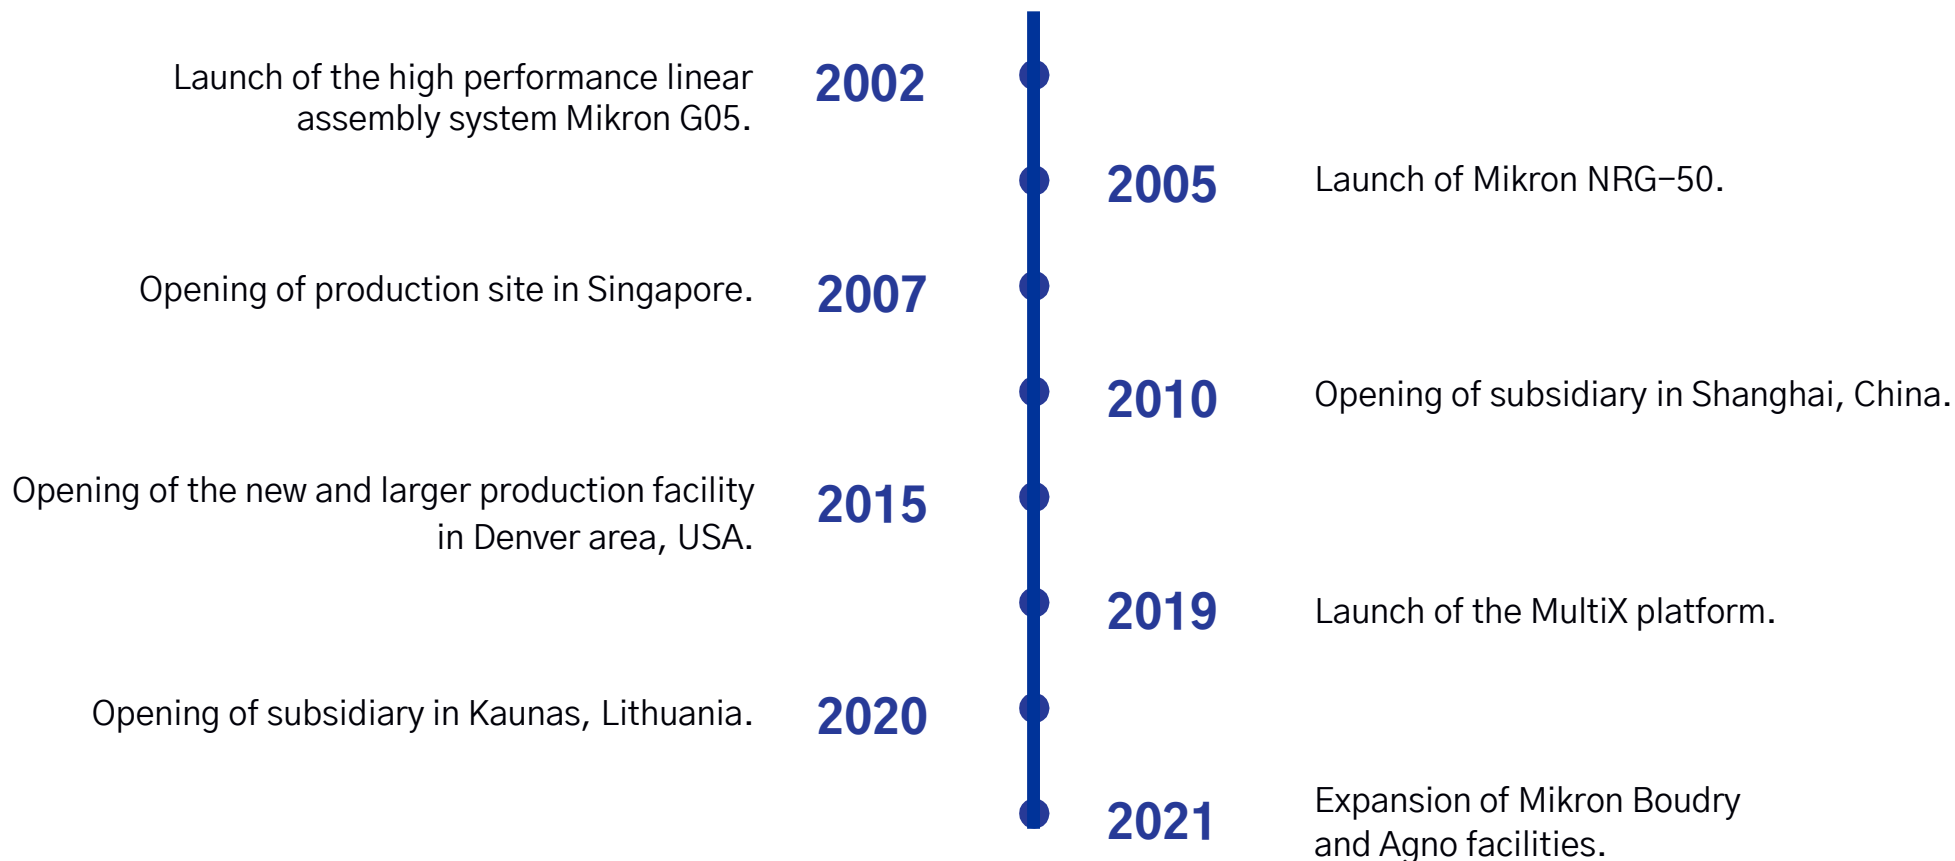 Launch of the high performance linear
assembly system Mikron G05.
2002
2005
Launch of Mikron NRG-50.
Opening of production site in Singapore.
2007
2010
Opening of subsidiary in Shanghai, China.
Opening of the new and larger production facility
in Denver area, USA.
2015
2019
Launch of the MultiX platform.
Opening of subsidiary in Kaunas, Lithuania.
2020
2021
Expansion of Mikron Boudry
and Agno facilities.